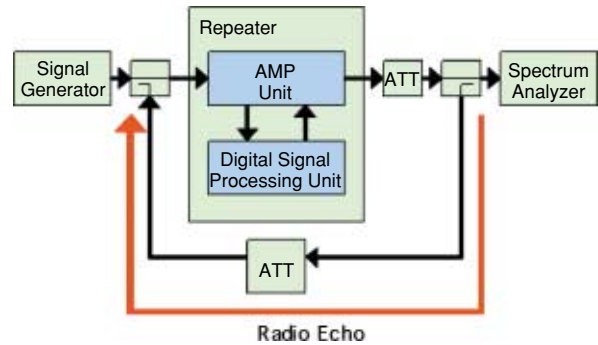 Repeater
Signal
Generator
AMP
Unit
ATT
Spectrum
Analyzer
Digital Signal
Processing Unit
ATT
Radio Echo